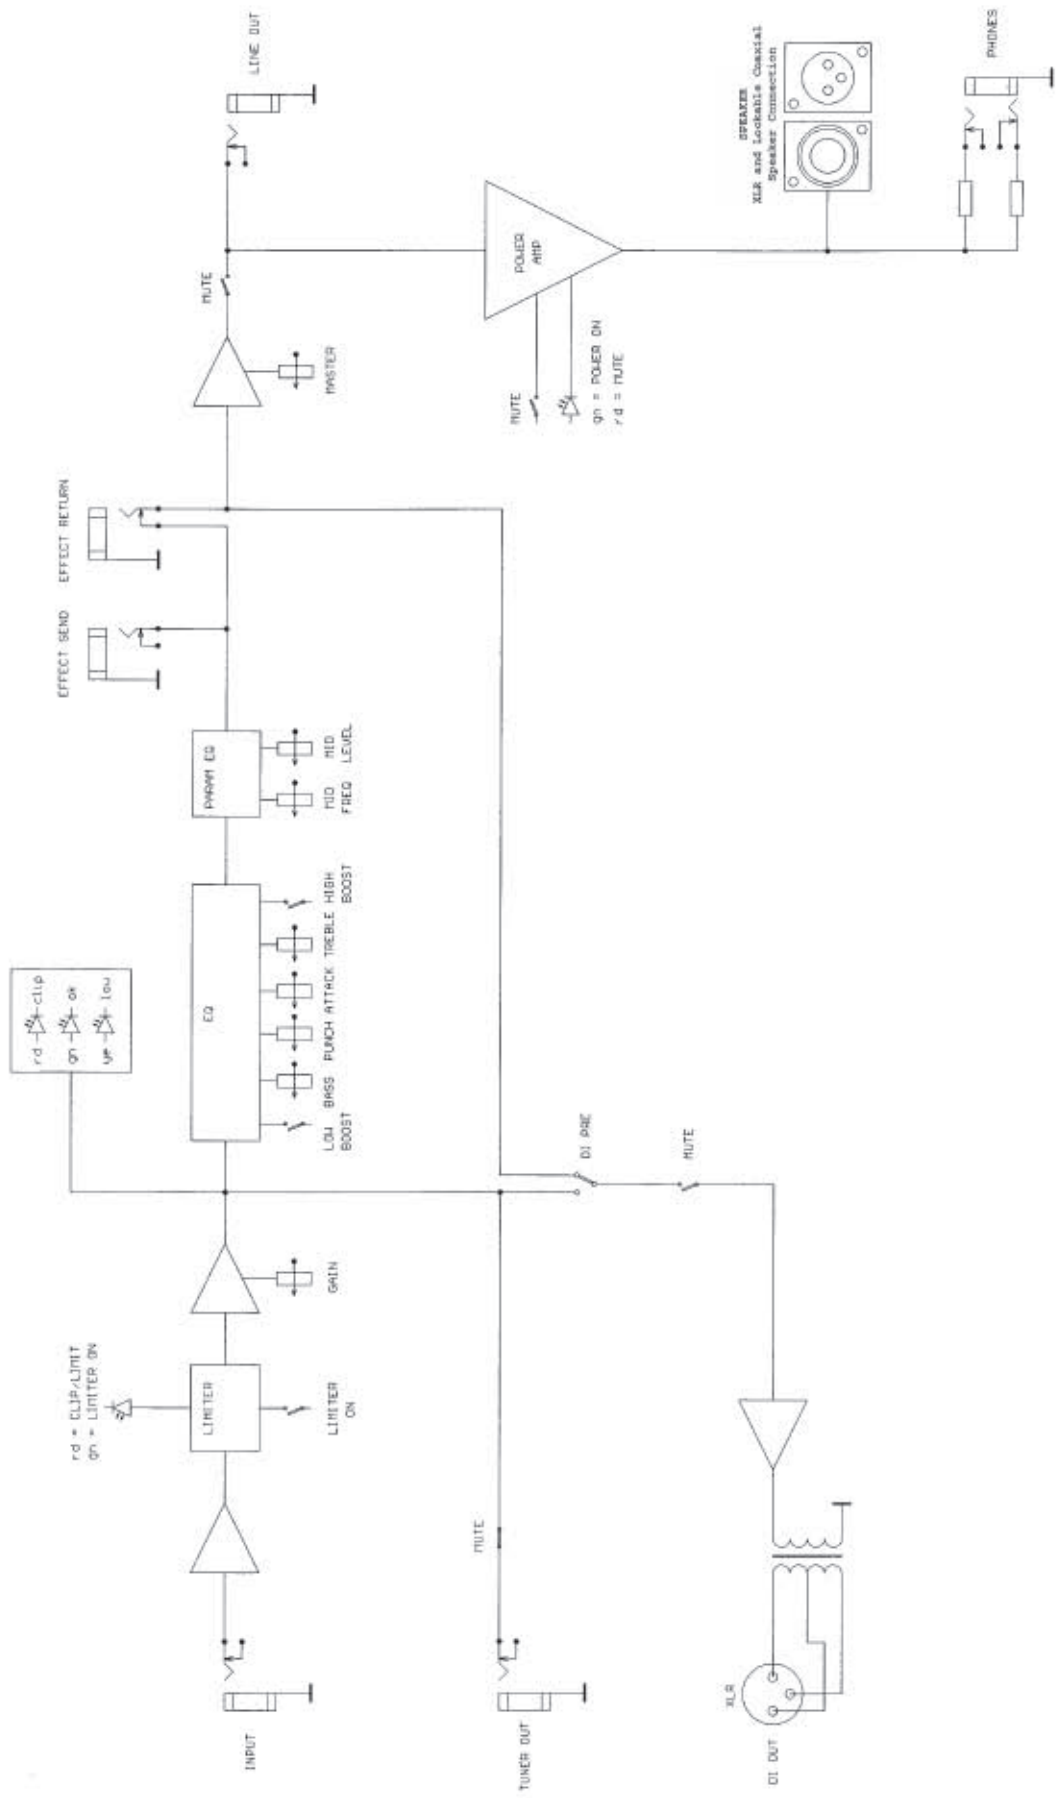 INPUT
rd = CLIP/LIMIT
gn = LIMITER ON
LIMITER
LIMITER
ON
GAIN
rd
clip
gn
ok
ye
low
EQ
LOW
BOOST
BASS
PUNCH
ATTACK
TREBLE
HIGH
BOOST
PARAM EQ
MID
FREQ
MID
LEVEL
EFFECT SEND
EFFECT RETURN
MASTER
MUTE
LINE OUT
TUNER OUT
MUTE
MUTE
gn = POWER ON
rd = MUTE
POWER
AMP
DI PRE
MUTE
SPEAKER
XLR and Lockable Coaxial
Speaker Connection
PHONES
XLR
DI OUT